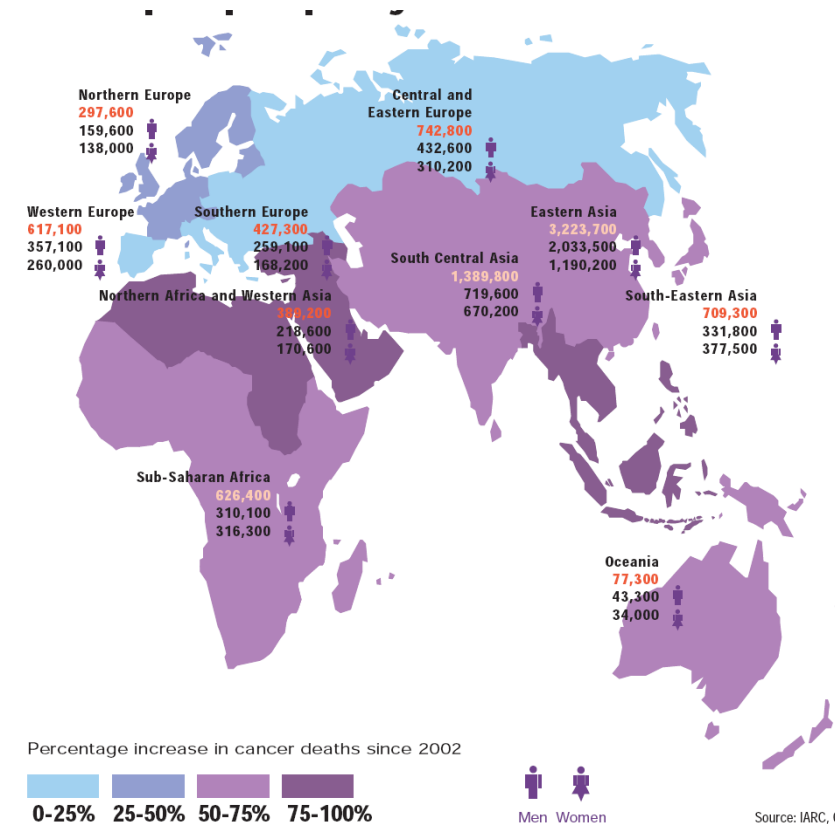 Northern Europe
297,600
159,600
138,000
Central and
Eastern Europe
742,800
432,600
310,200
Western Europe
617,100
357,100
260,000
Southern Europe
427,300
259,100
168,200
Eastern Asia
3,223,700
2,033,500
1,190,200
South Central Asia
1,389,800
719,600
670,200
Northern Africa and Western Asia
389,200
218,600
170,600
South-Eastern Asia
709,300
331,800
377,500
Sub-Saharan Africa
626,400
310,100
316,300
Oceania
77,300
43,300
34,000
Percentage increase in cancer deaths since 2002
0-25% 25-50% 50-75% 75-100%
Men Women
Source: IARC,